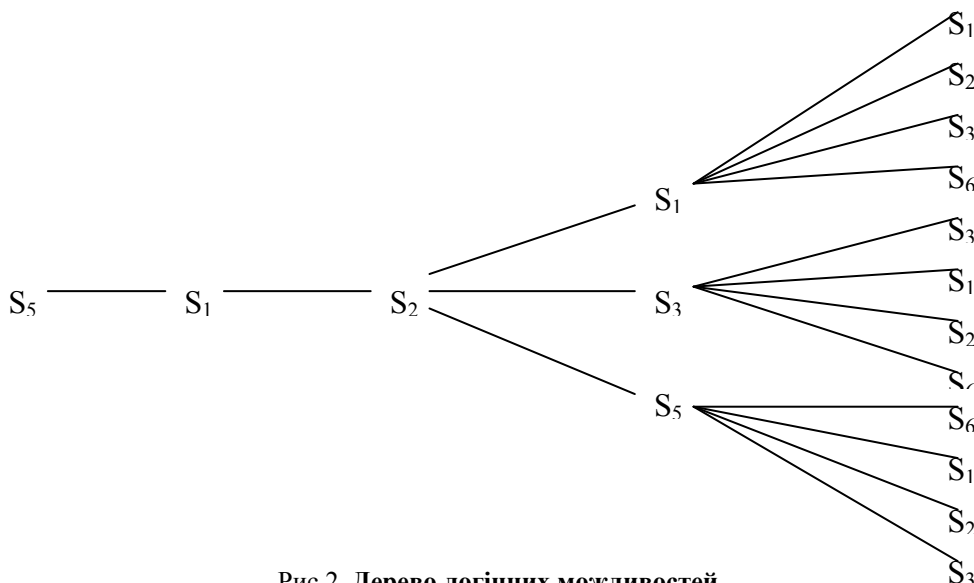 S₁
S₂
S₃
S₆
S₁
S₃
S₅ S₁ S₂ S₃
S₁
S₂
S₆
S₅
S₆
S₁
S₂
Рис 2. Дерево логічних можливостей
S₃